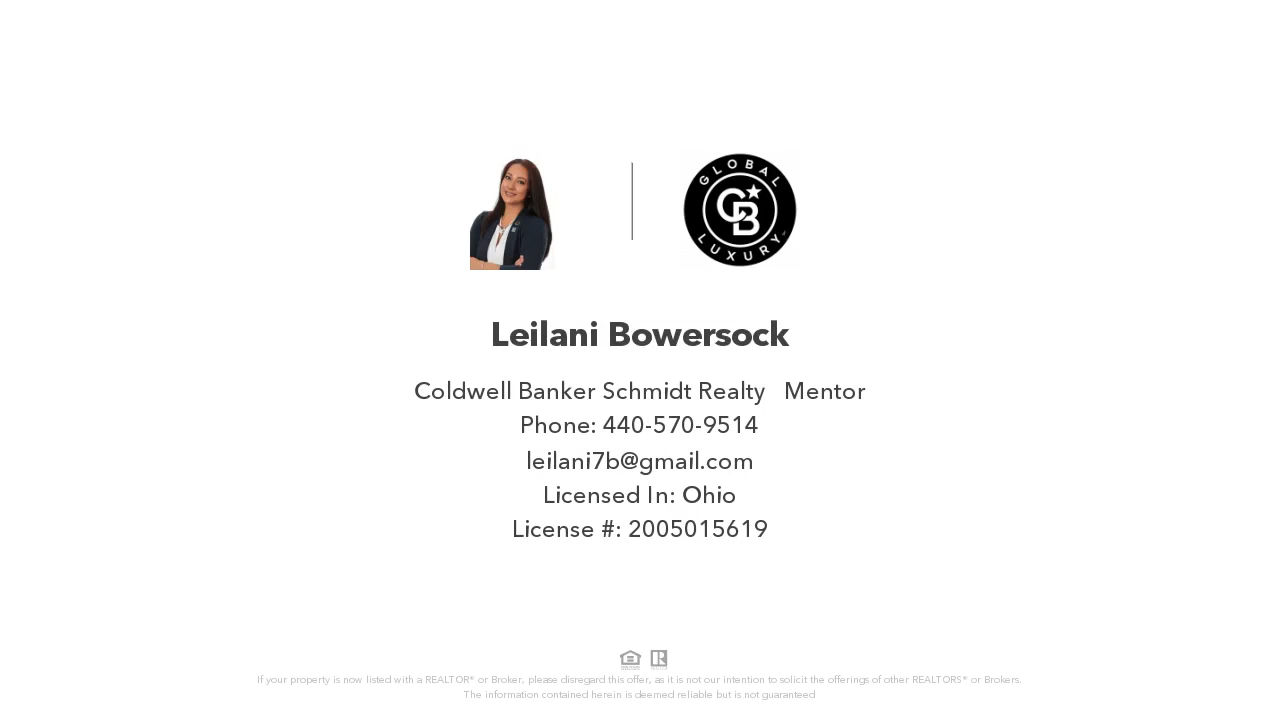 GLOBAL
CB
LUXURY
Leilani Bowersock
Coldwell Banker Schmidt Realty   Mentor
Phone: 440-570-9514
leilani7b@gmail.com
Licensed In: Ohio
License #: 2005015619
If your property is now listed with a REALTOR® or Broker, please disregard this offer, as it is not our intention to solicit the offerings of other REALTORS® or Brokers.
The information contained herein is deemed reliable but is not guaranteed